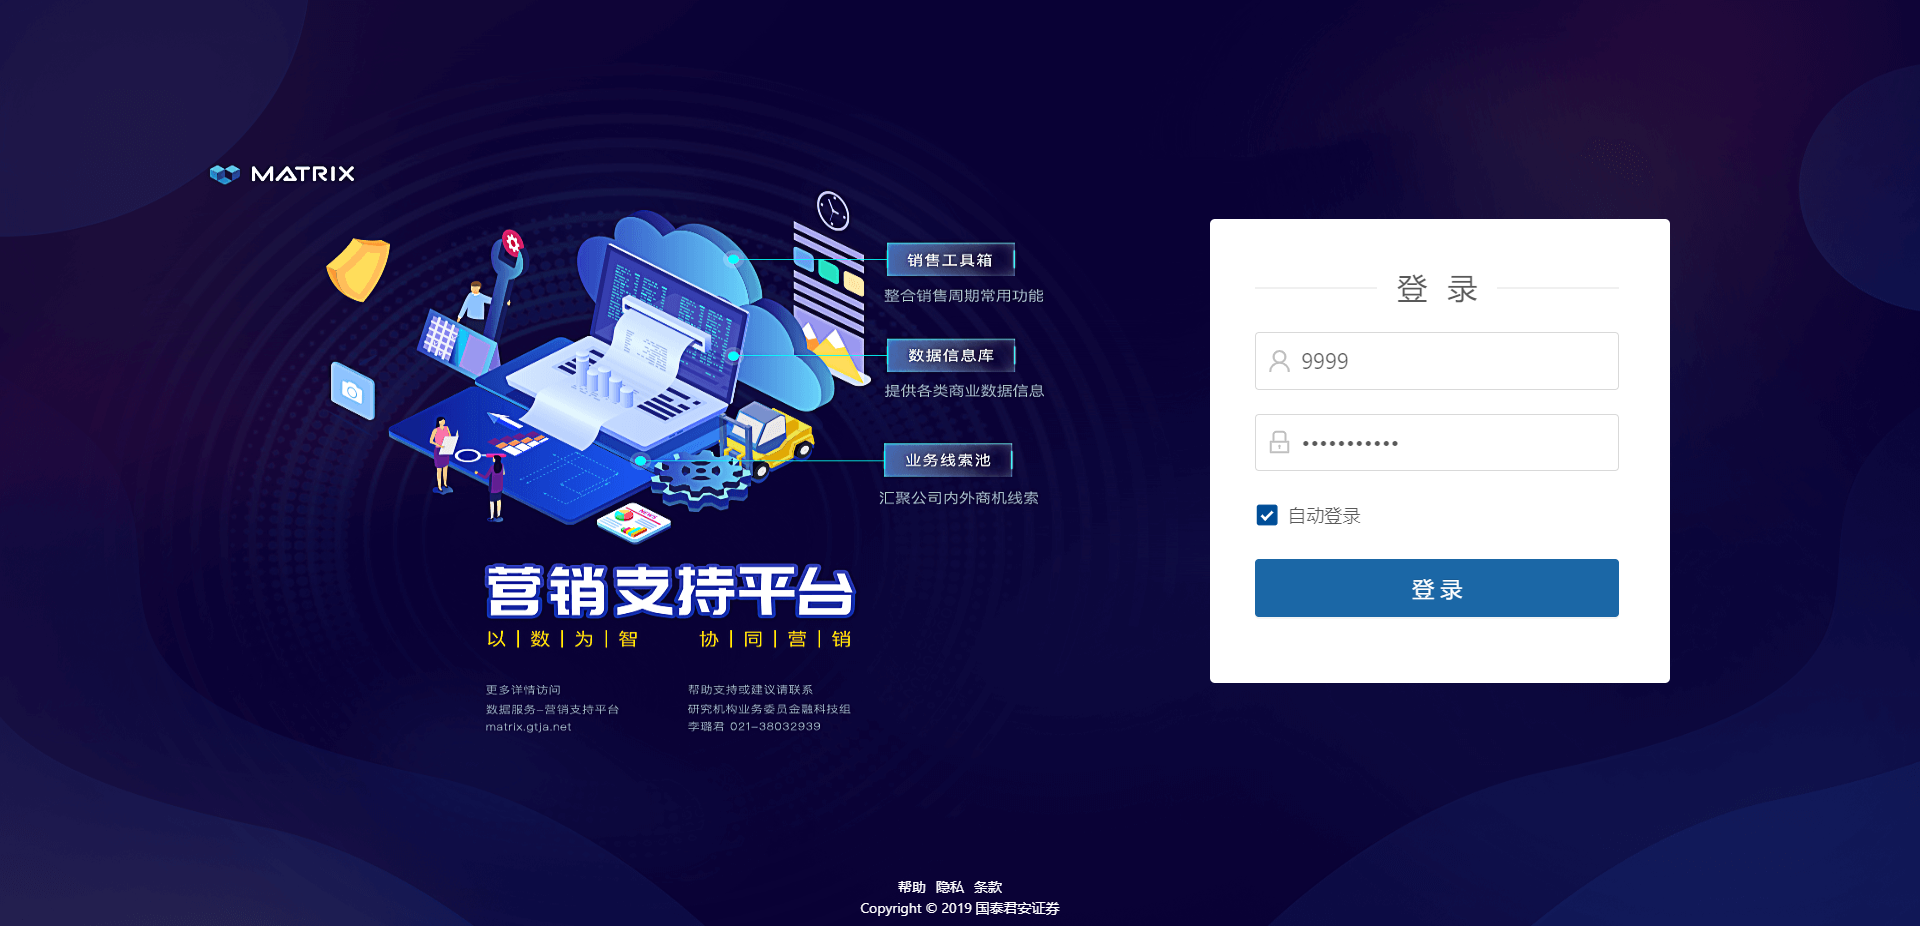 MATRIX
销售工具箱
整合销售周期常用功能
数据信息库
提供各类商业数据信息
业务线索池
汇聚公司内外商机线索
NEWS
营销支持平台
以|数|为|智 协|同|营|销
更多详情访问
数据服务-营销支持平台
matrix.gtja.net
帮助支持或建议请联系
研究机构业务委员金融科技组
李璐君 021-38032939
登 录
9999
•••••••••••
自动登录
登录
帮助 隐私 条款
Copyright © 2019 国泰君安证券